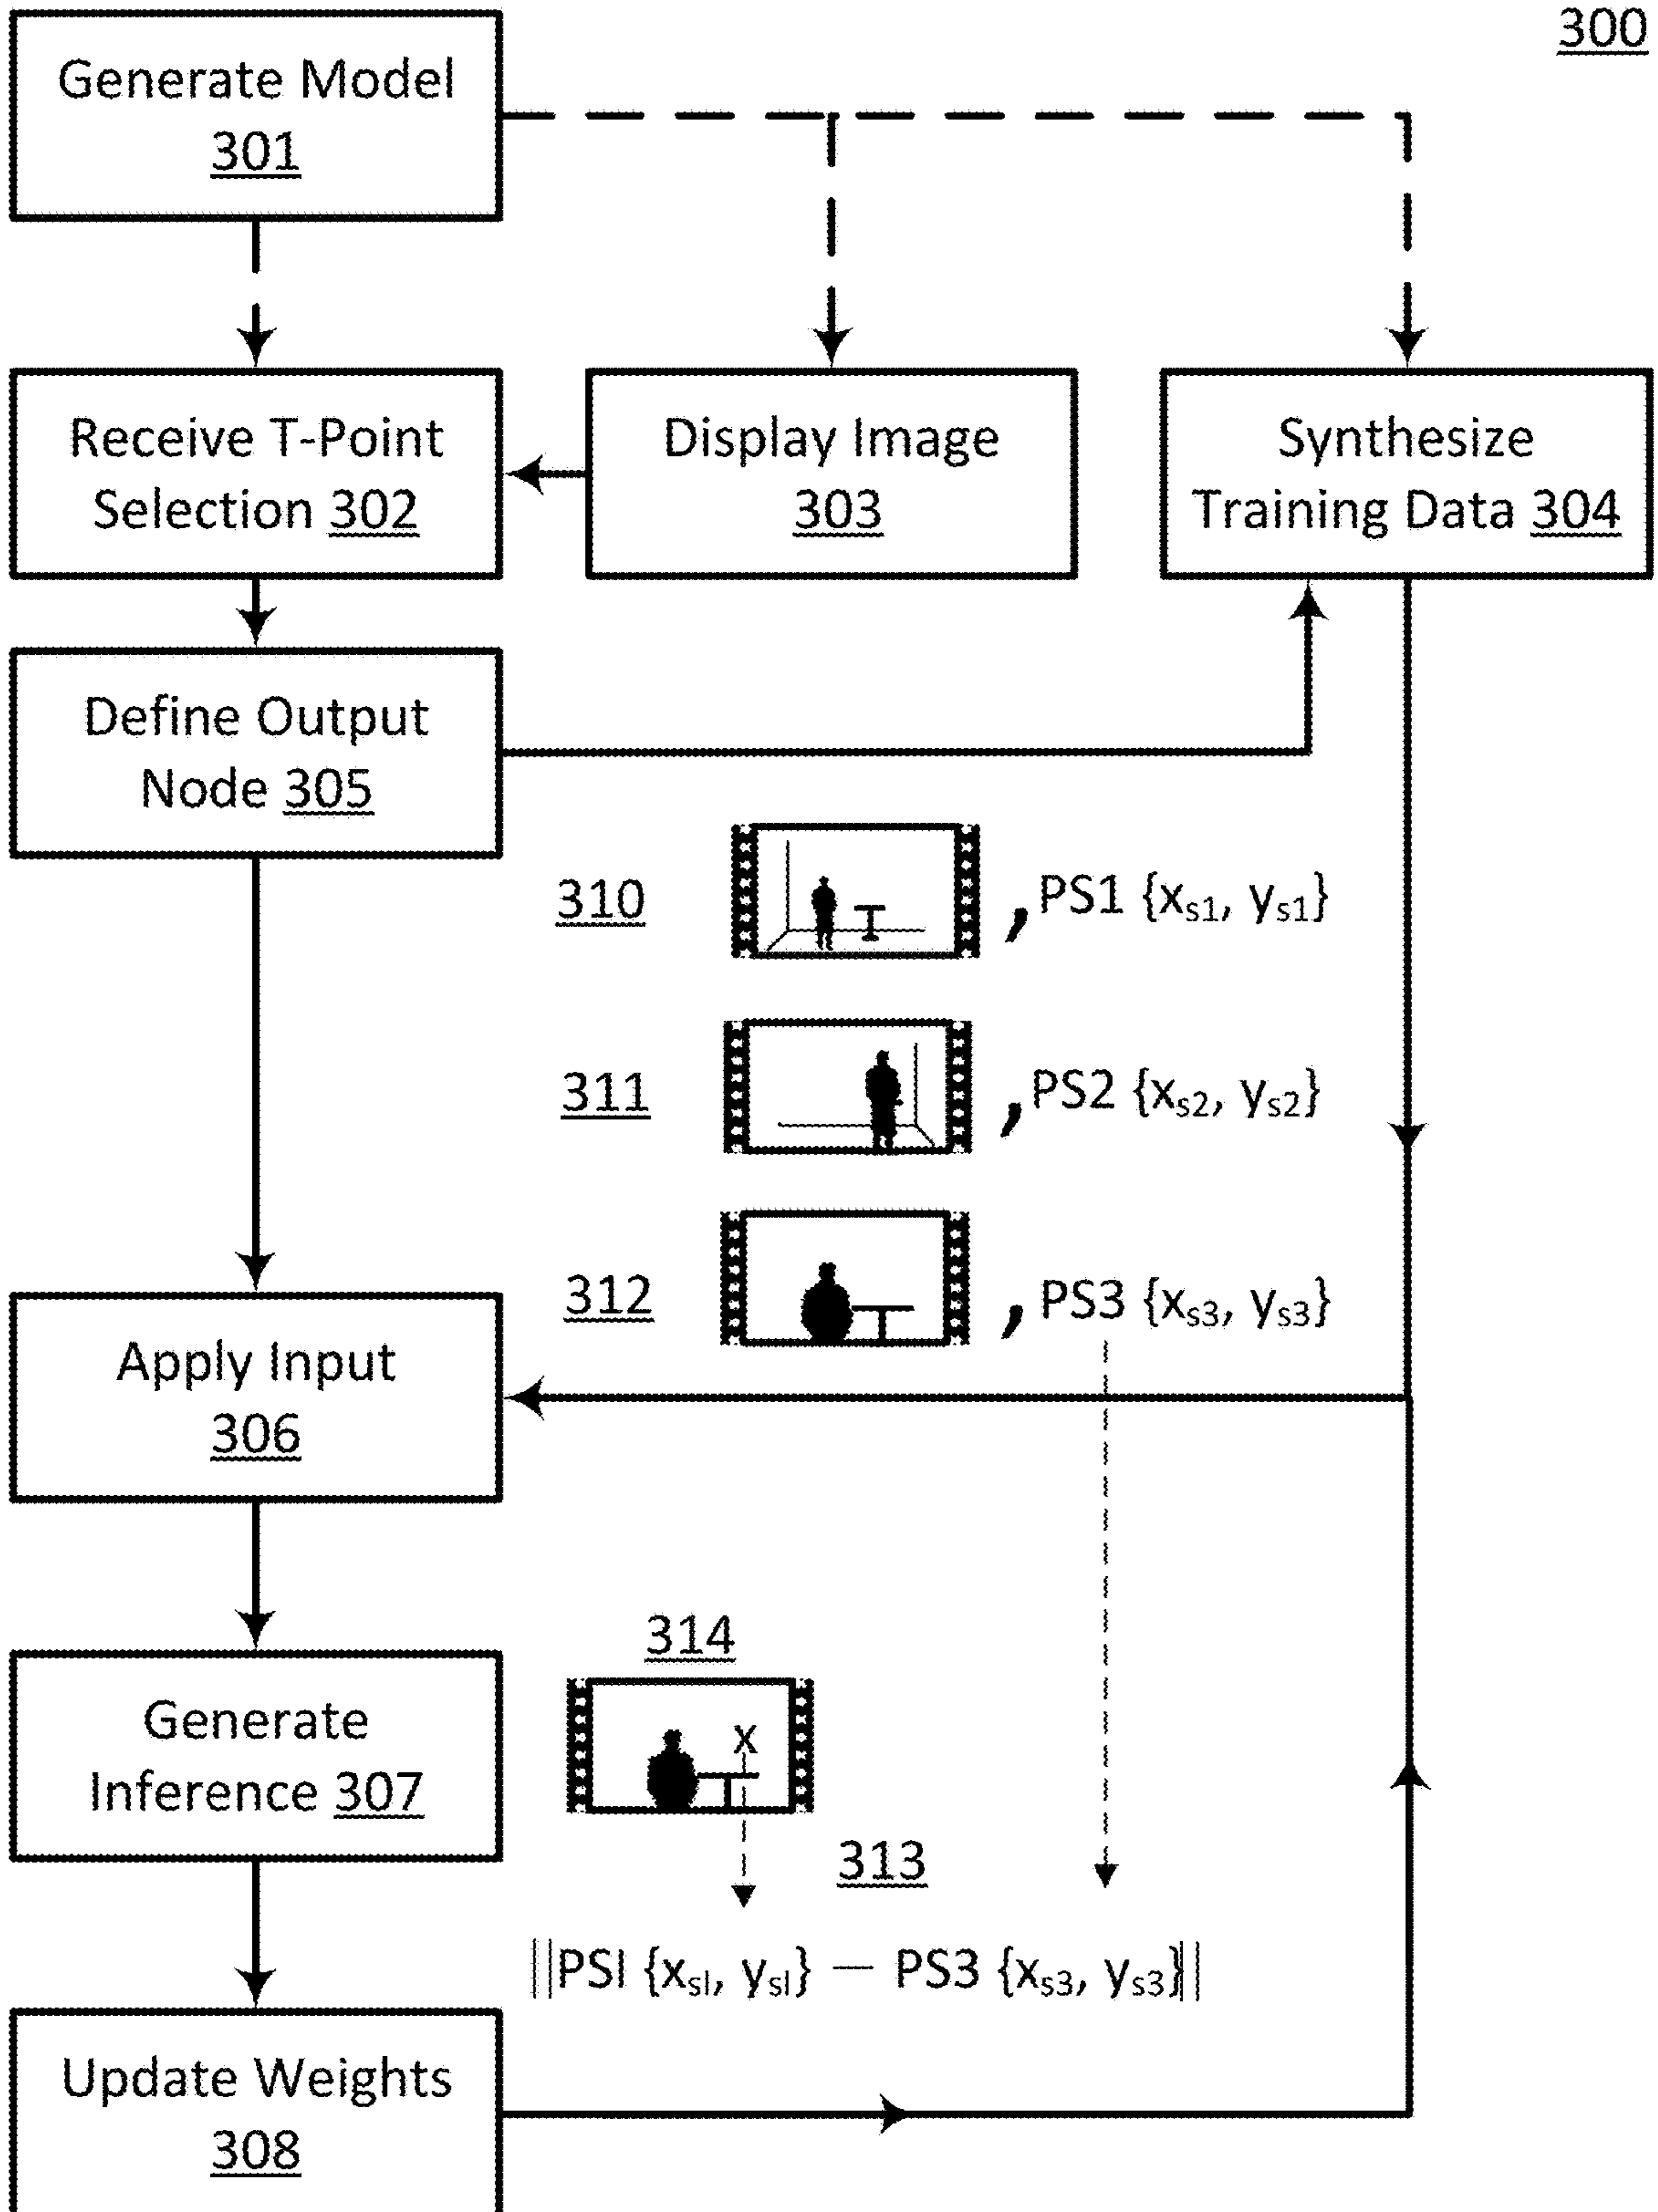 300
Generate Model
301
Receive T-Point
Selection 302
Display Image
303
Synthesize
Training Data 304
Define Output
Node 305
310 , PS1 {xs1, ys1}
311 , PS2 {xs2, ys2}
312 , PS3 {xs3, ys3}
Apply Input
306
314
X
Generate
Inference 307
313
||PSI {xsI, ysI} — PS3 {xs3, ys3}||
Update Weights
308